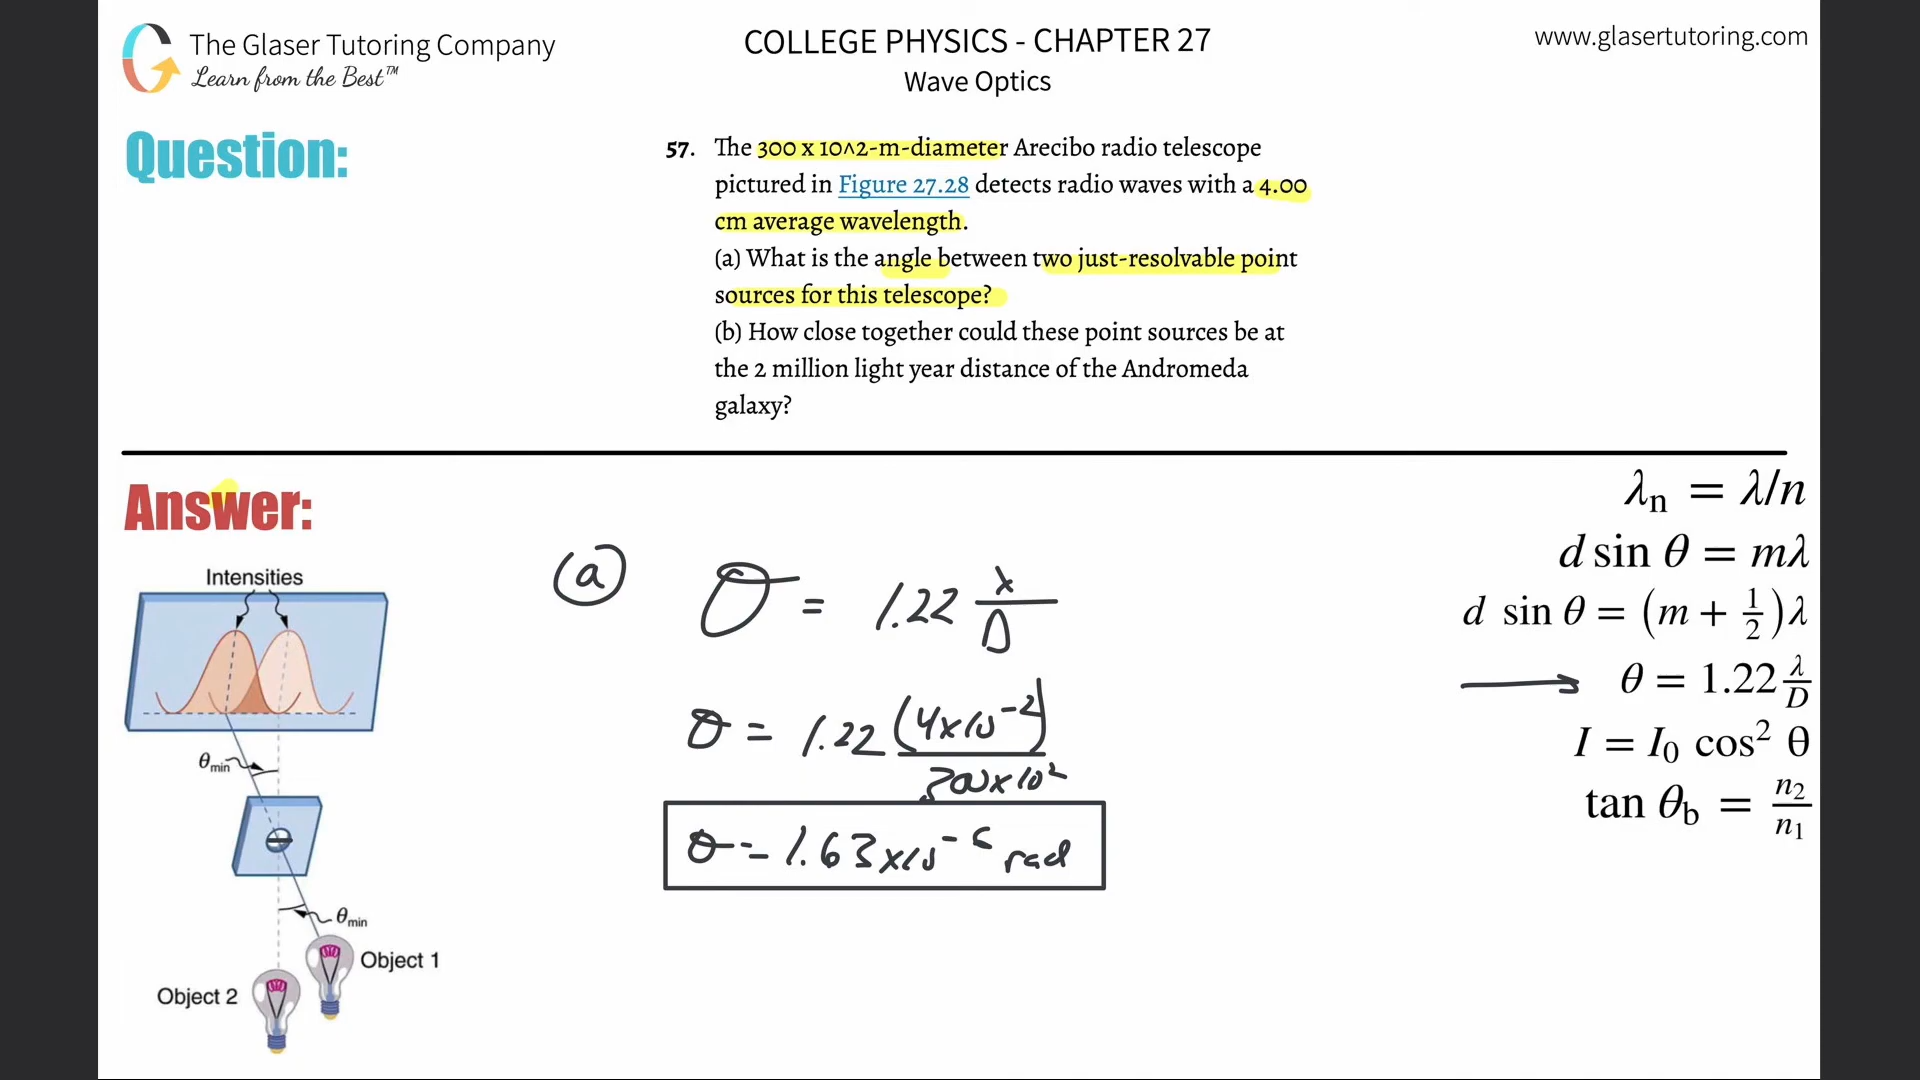 The Glaser Tutoring Company
Learn from the Best™
COLLEGE PHYSICS - CHAPTER 27
Wave Optics
www.glasertutoring.com
Question:
57. The 300 x 10^2-m-diameter Arecibo radio telescope
pictured in Figure 27.28 detects radio waves with a 4.00
cm average wavelength.
(a) What is the angle between two just-resolvable point
sources for this telescope?
(b) How close together could these point sources be at
the 2 million light year distance of the Andromeda
galaxy?
Answer:
Intensities
θmin
θmin
Object 1
Object 2
(a) θ = 1.22 λ/D
θ = 1.22 (4x10⁻²)/300x10²
θ = 1.63x10⁻⁶ rad
λn = λ/n
d sin θ = mλ
d sin θ = (m + 1/2)λ
θ = 1.22 λ/D
I = I₀ cos² θ
tan θb = n₂/n₁